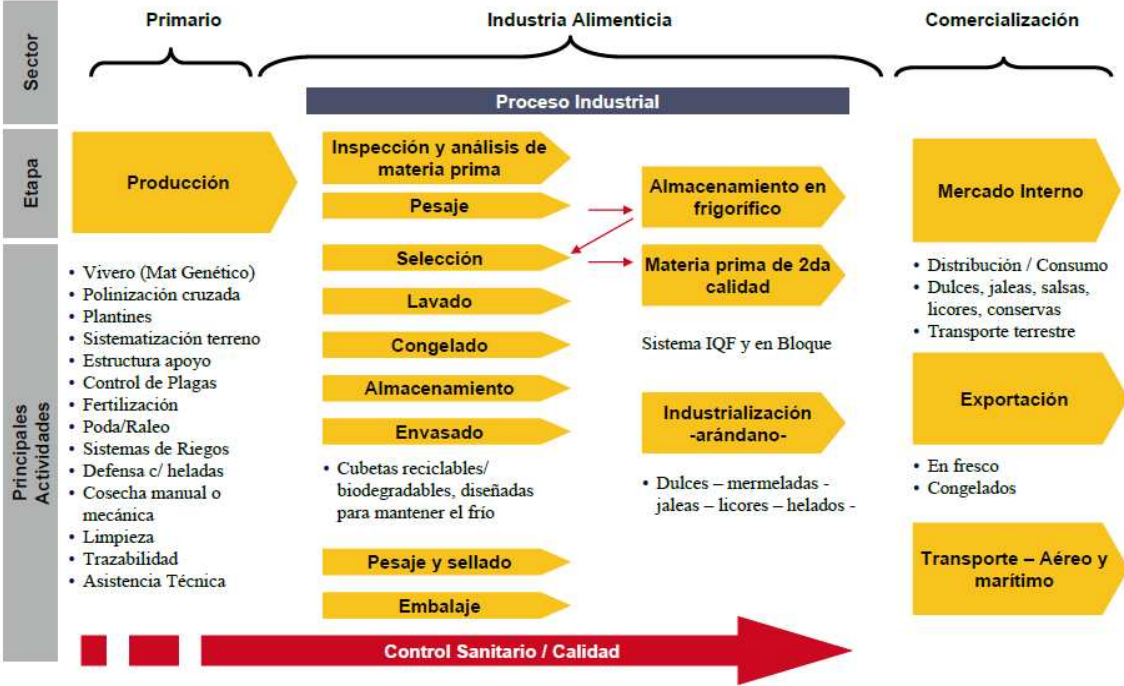 Primario
Industria Alimenticia
Comercialización
Sector
Proceso Industrial
Etapa
Producción
Inspección y análisis de
materia prima
Pesaje
Almacenamiento en
frigorífico
Mercado Interno
Principales
Actividades
• Vivero (Mat Genético)
• Polinización cruzada
• Plantines
• Sistematización terreno
• Estructura apoyo
• Control de Plagas
• Fertilización
• Poda/Raleo
• Sistemas de Riegos
• Defensa c/ heladas
• Cosecha manual o
mecánica
• Limpieza
• Trazabilidad
• Asistencia Técnica
Selección
Lavado
Congelado
Almacenamiento
Envasado
• Cubetas reciclables/
biodegradables, diseñadas
para mantener el frío
Pesaje y sellado
Embalaje
Materia prima de 2da
calidad
Sistema IQF y en Bloque
Industrialización
-arándano-
• Dulces – mermeladas -
jaleas – licores – helados -
• Distribución / Consumo
• Dulces, jaleas, salsas,
licores, conservas
• Transporte terrestre
Exportación
• En fresco
• Congelados
Transporte – Aéreo y
marítimo
Control Sanitario / Calidad